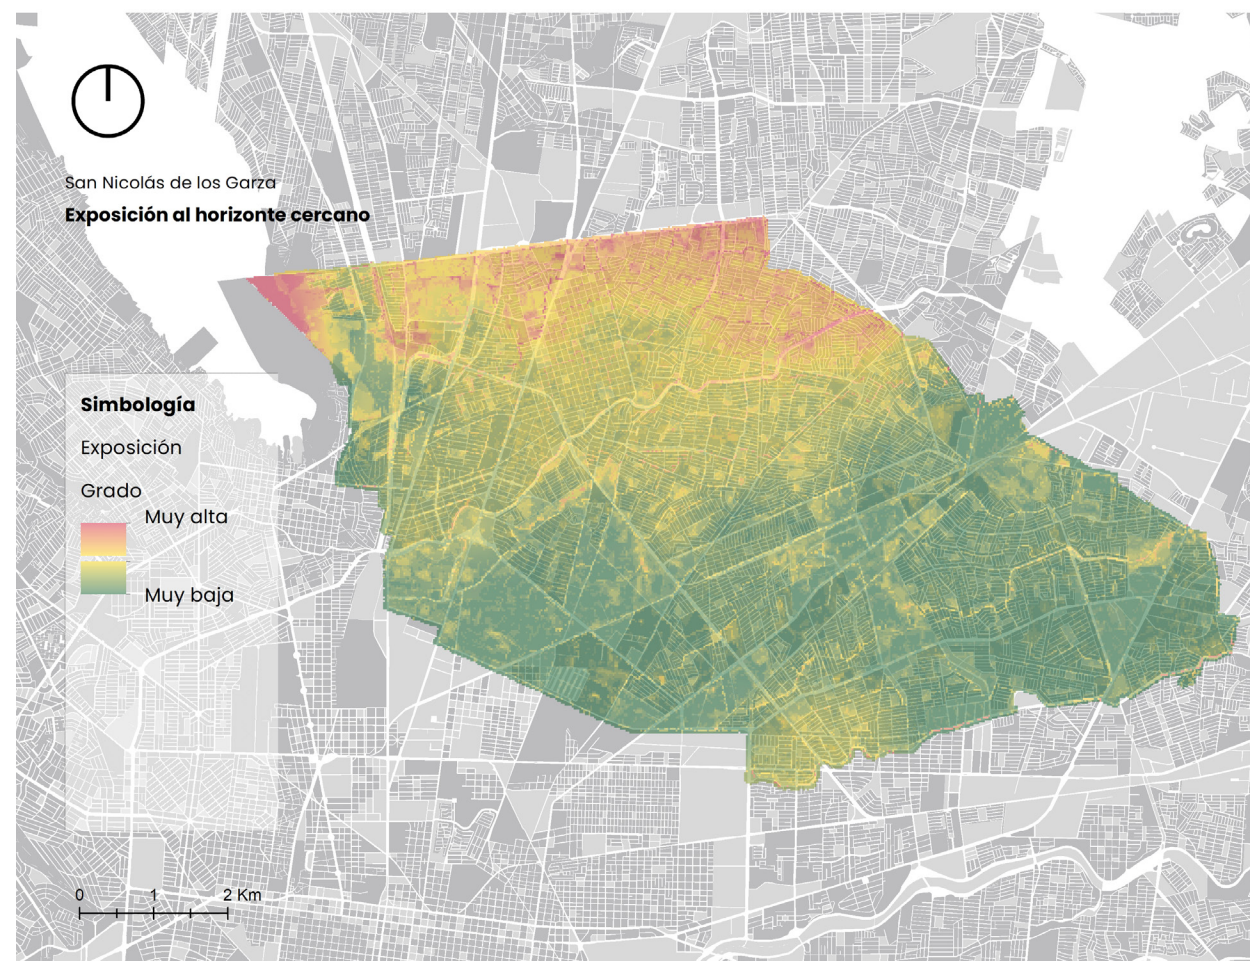 San Nicolás de los Garza
Exposición al horizonte cercano
Simbología
Exposición
Grado
Muy alta
Muy baja
0 1 2 Km